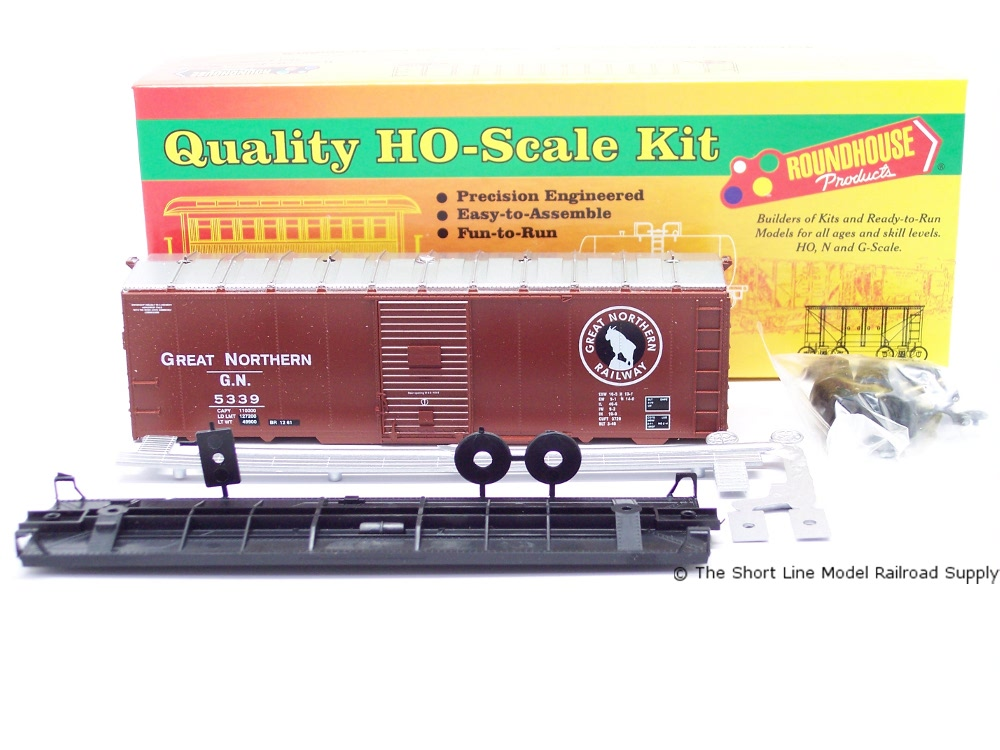 Quality HO-Scale Kit
ROUNDHOUSE
Products
®
● Precision Engineered
● Easy-to-Assemble
● Fun-to-Run
Builders of Kits and Ready-to-Run
Models for all ages and skill levels.
HO, N and G-Scale.
GREAT NORTHERN
G.N.
5339
CAPY 110000
LD LMT 127200
LT WT 49800 BR 12 61
GREAT NORTHERN
RAILWAY
© The Short Line Model Railroad Supply